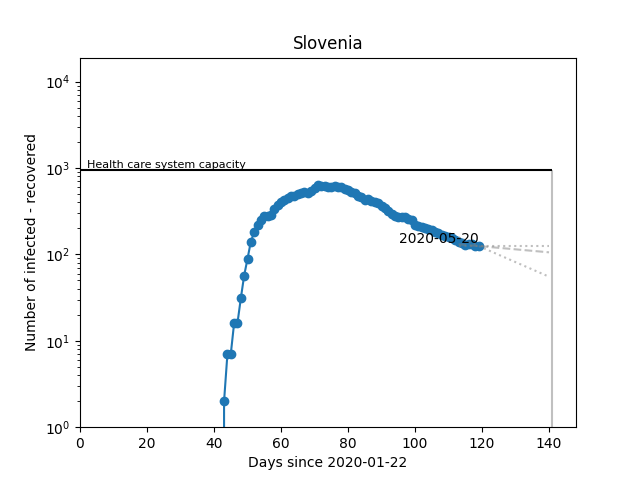 Slovenia
Number of infected - recovered
10^4
10^3
10^2
10^1
10^0
Health care system capacity
2020-05-20
0 20 40 60 80 100 120 140
Days since 2020-01-22